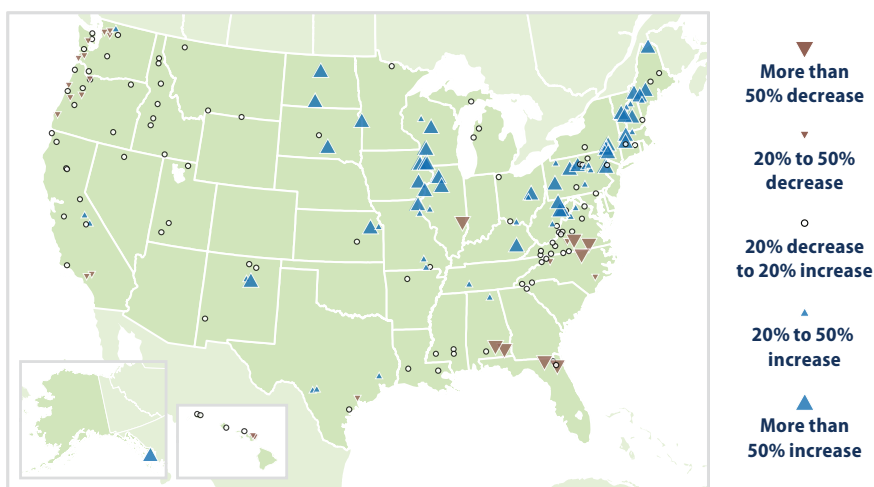 More than
50% decrease
20% to 50%
decrease
20% decrease
to 20% increase
20% to 50%
increase
More than
50% increase